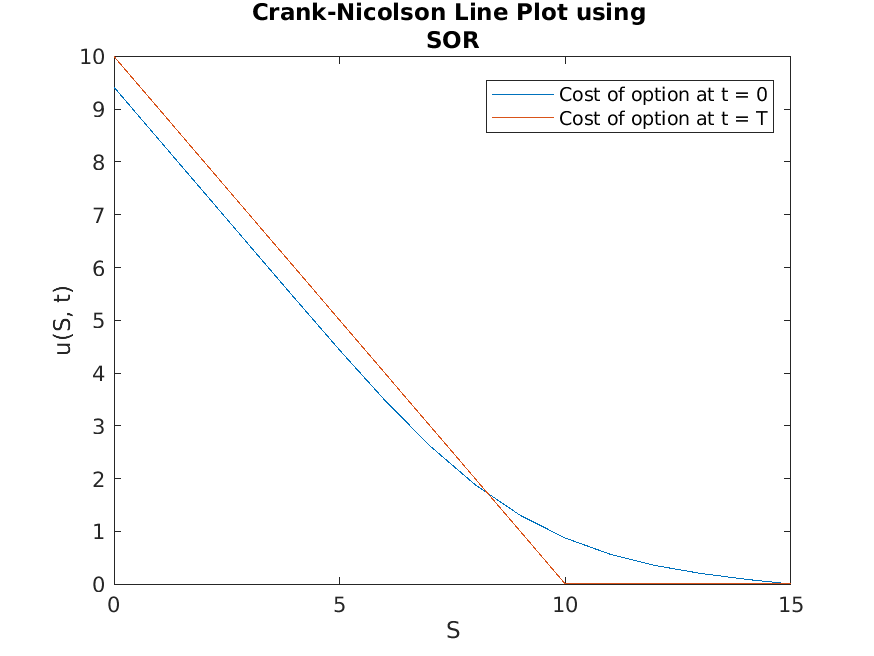 Crank-Nicolson Line Plot using
SOR
10
9
8
7
6
5
4
3
2
1
0
u(S, t)
Cost of option at t = 0
Cost of option at t = T
0
5
10
15
S